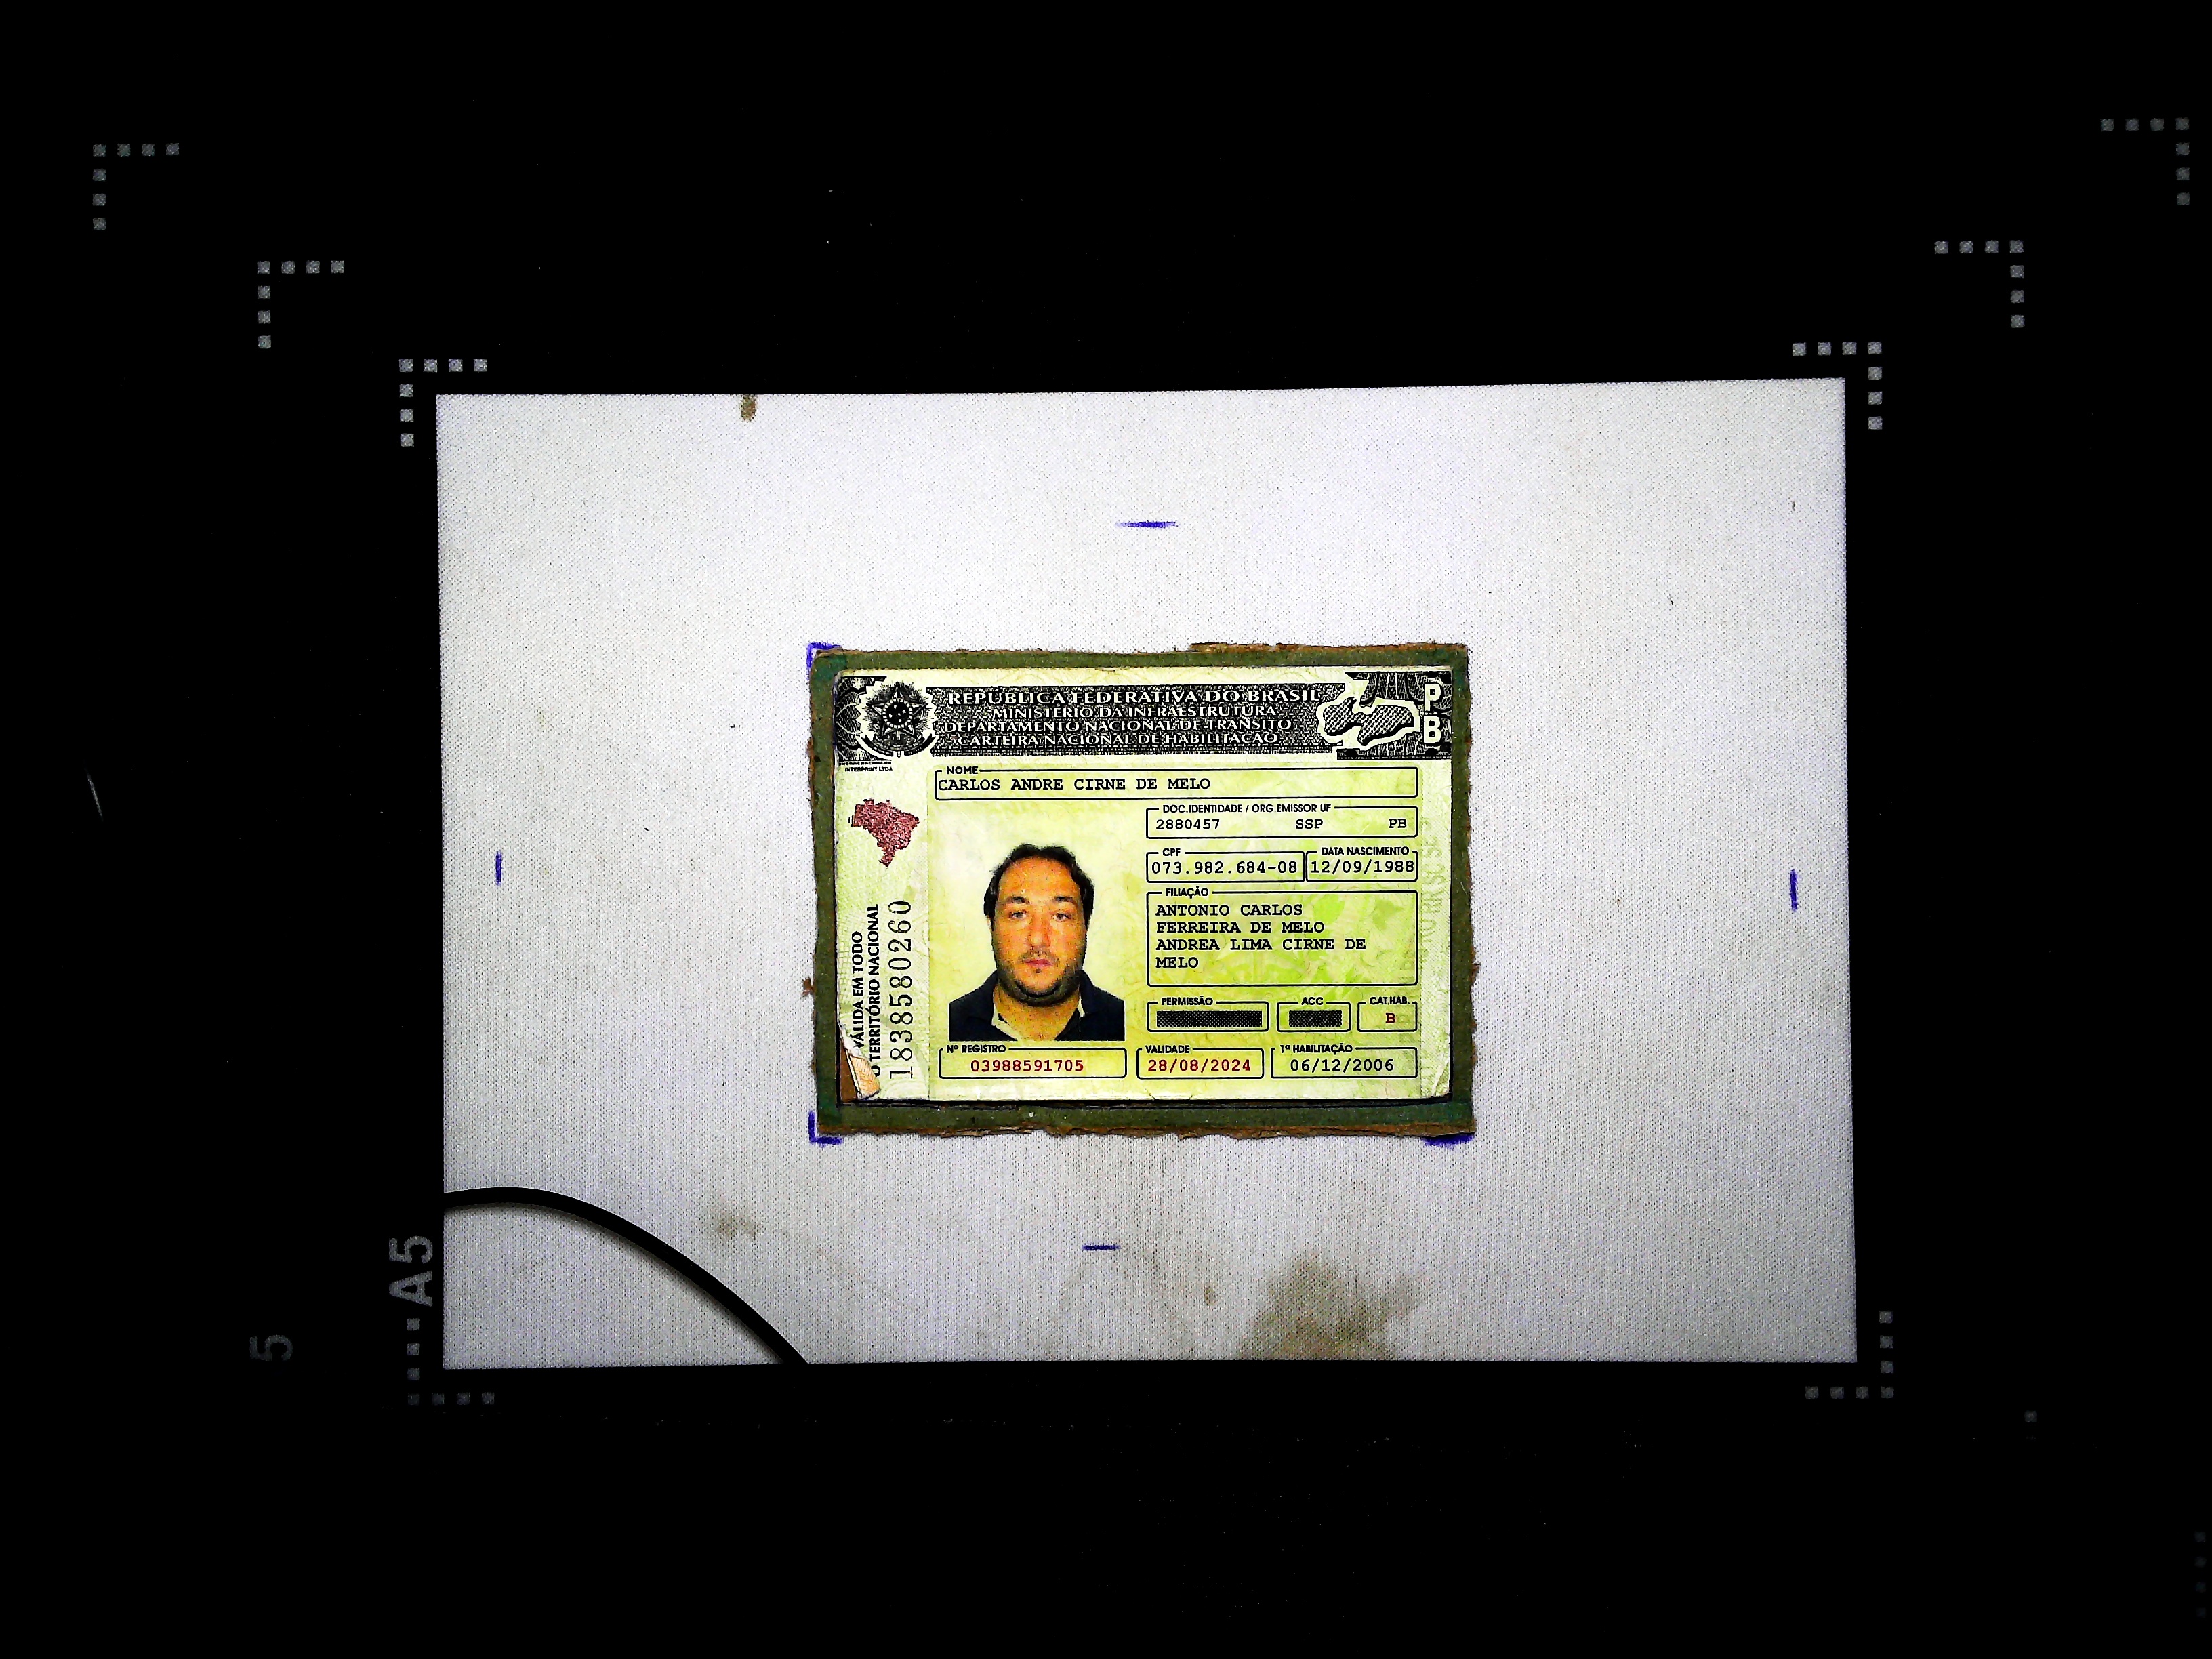 REPÚBLICA FEDERATIVA DO BRASIL
MINISTÉRIO DA INFRAESTRUTURA
DEPARTAMENTO NACIONAL DE TRÂNSITO
CARTEIRA NACIONAL DE HABILITAÇÃO
P
B
INTERPRINT LTDA
NOME
CARLOS ANDRE CIRNE DE MELO
DOC.IDENTIDADE / ORG EMISSOR UF
2880457 SSP PB
CPF DATA NASCIMENTO
073.982.684-08 12/09/1988
FILIAÇÃO
ANTONIO CARLOS
FERREIRA DE MELO
ANDREA LIMA CIRNE DE
MELO
PERMISSÃO ACC CAT.HAB.
B
Nº REGISTRO VALIDADE 1ª HABILITAÇÃO
03988591705 28/08/2024 06/12/2006
VÁLIDA EM TODO
O TERRITÓRIO NACIONAL
1838580260
A5
5